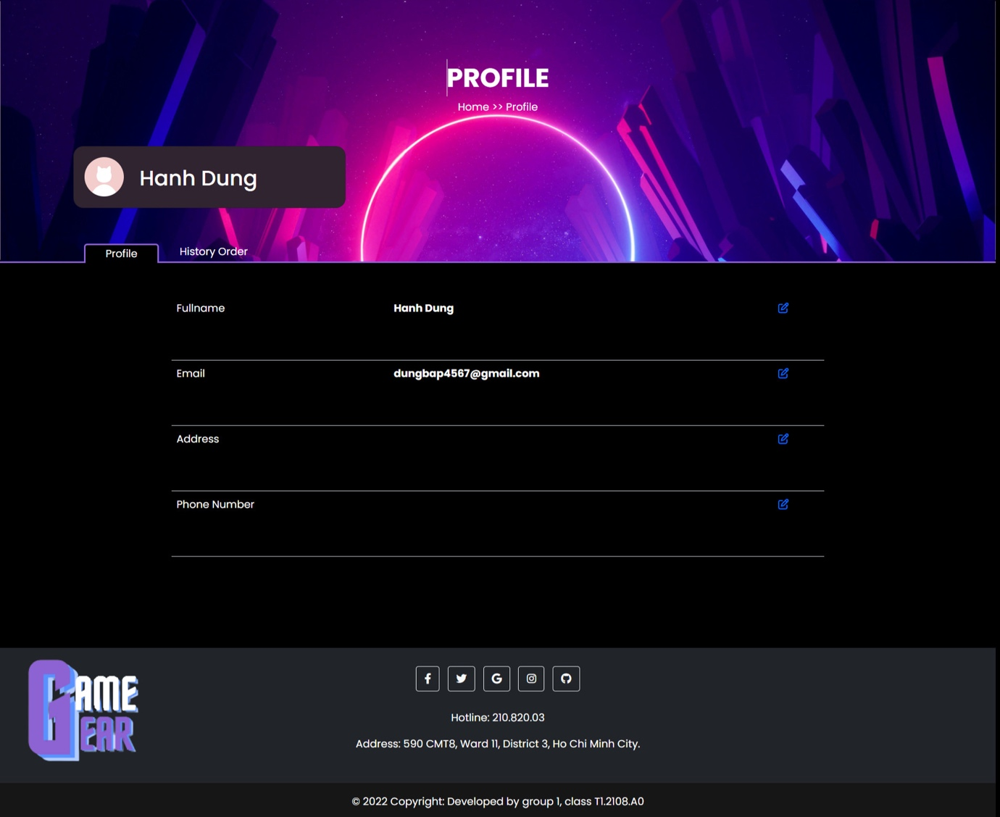 PROFILE
Home >> Profile
Hanh Dung
Profile
History Order
Fullname
Hanh Dung
Email
dungbap4567@gmail.com
Address
Phone Number
GAME
GEAR
Hotline: 210.820.03
Address: 590 CMT8, Ward 11, District 3, Ho Chi Minh City.
© 2022 Copyright: Developed by group 1, class T1.2108.A0